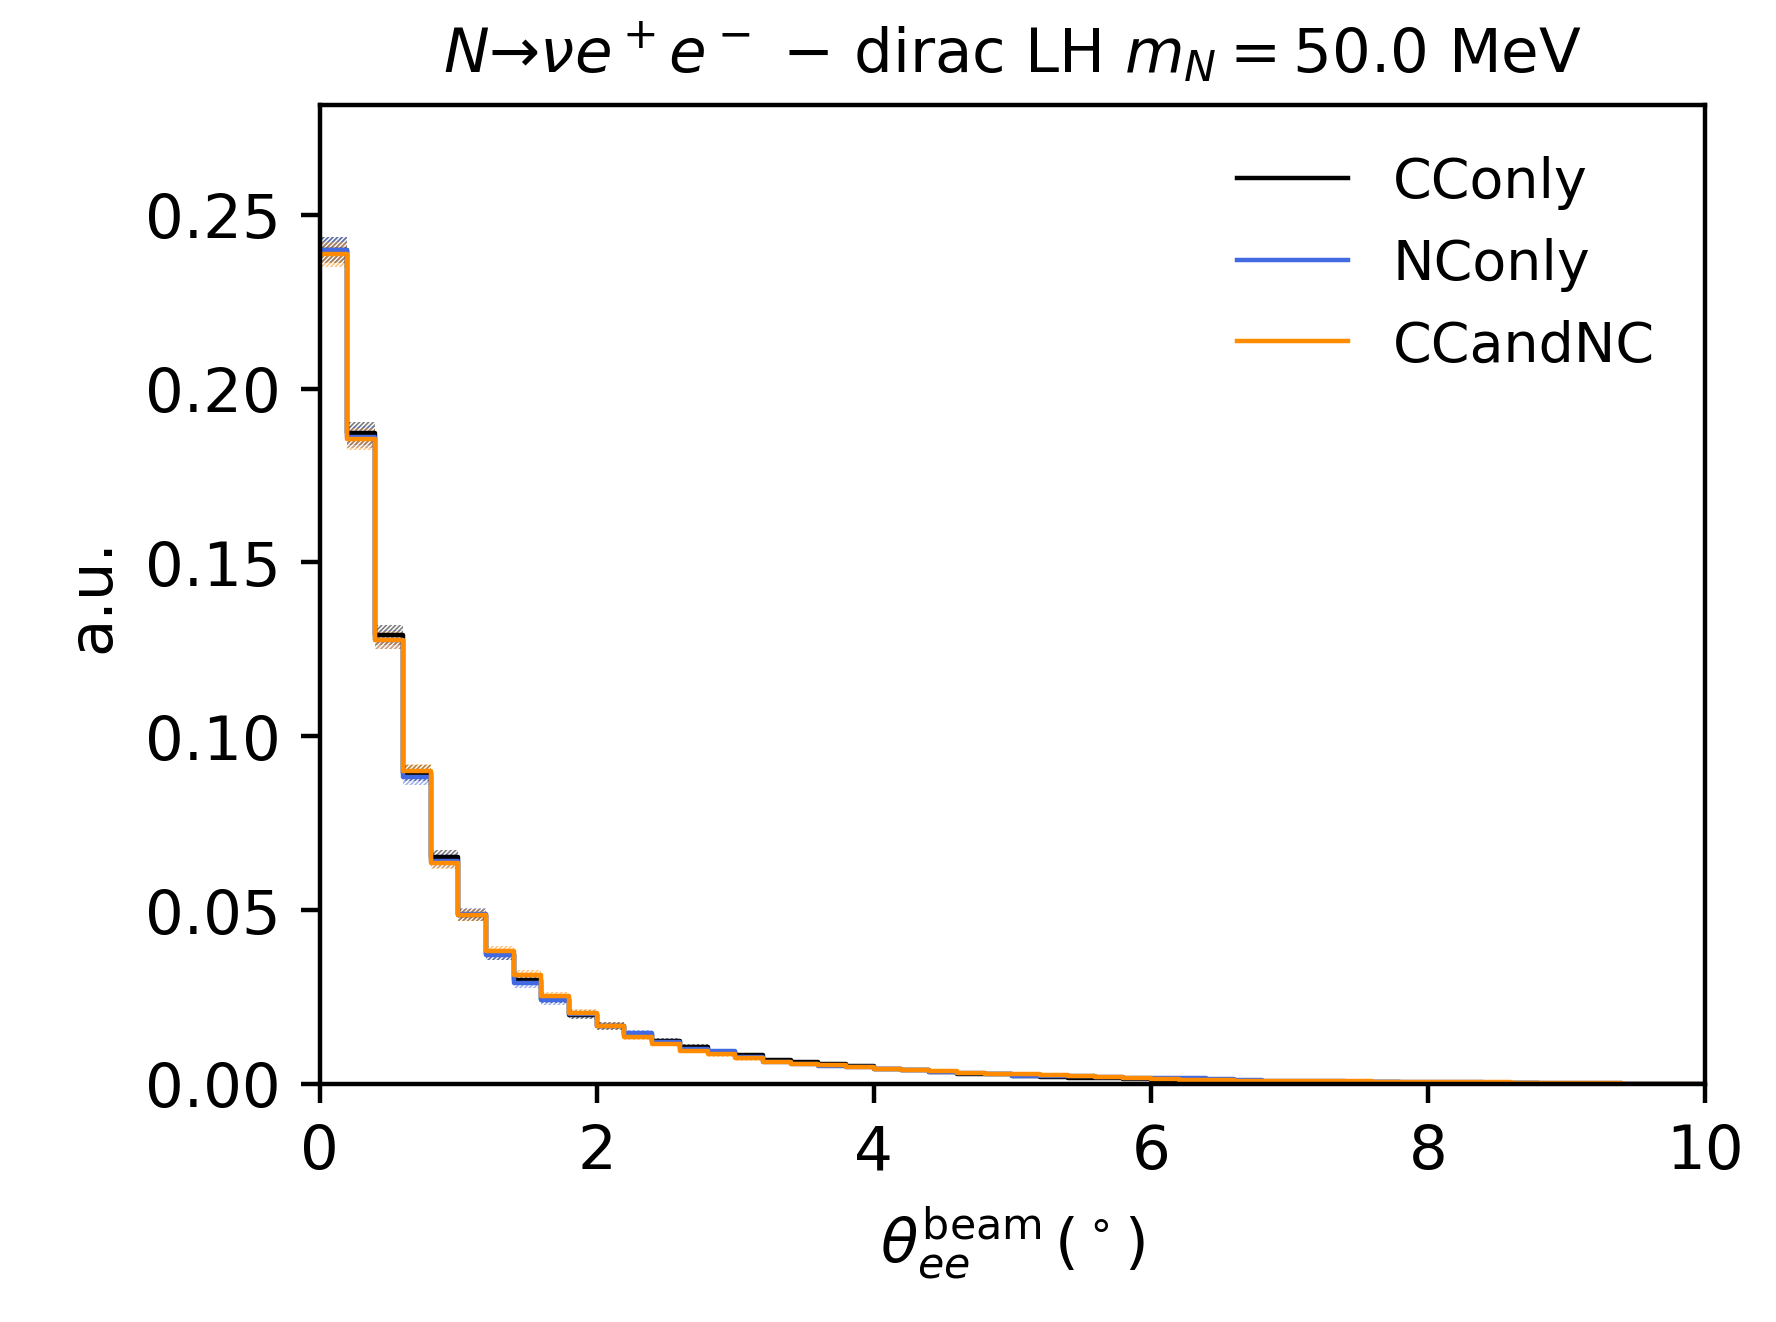 N→νe⁺e⁻ − dirac LH m_N = 50.0 MeV
CConly
NConly
CCandNC
0.25
0.20
0.15
0.10
0.05
0.00
a.u.
0 2 4 6 8 10
θ_ee^beam (°)